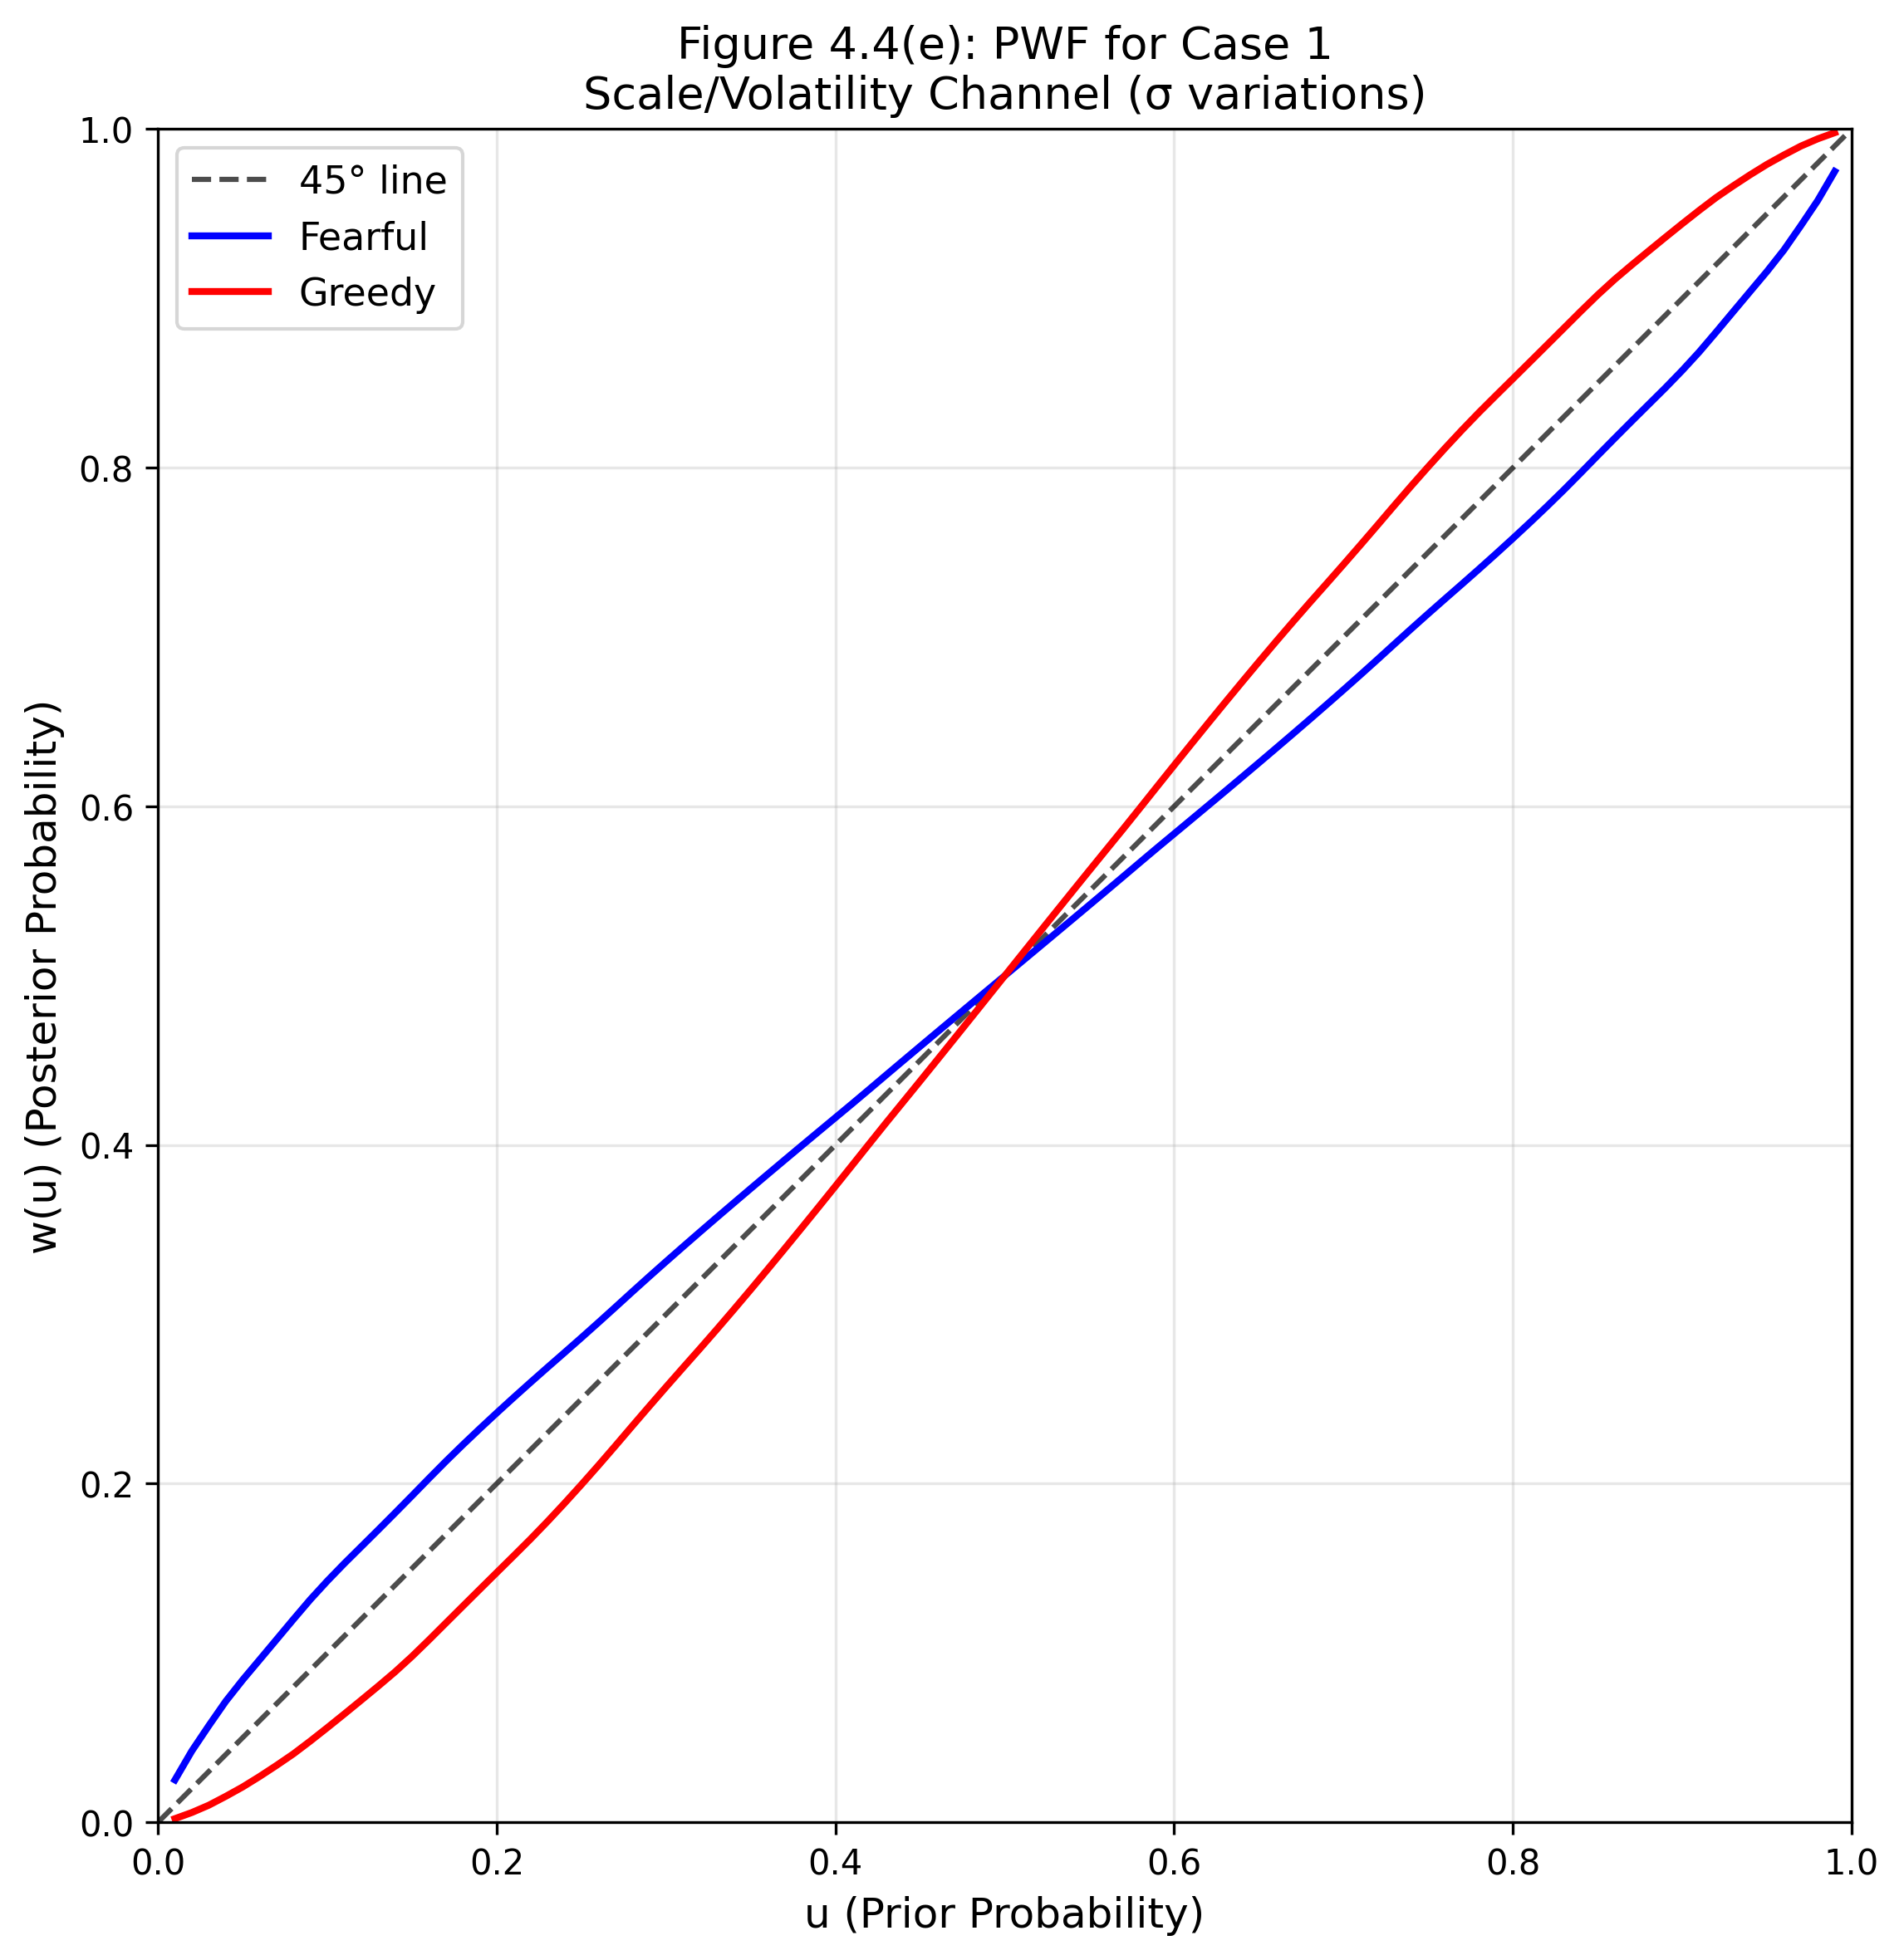 Figure 4.4(e): PWF for Case 1
Scale/Volatility Channel (σ variations)
45° line
Fearful
Greedy
w(u) (Posterior Probability)
1.0
0.8
0.6
0.4
0.2
0.0
0.0 0.2 0.4 0.6 0.8 1.0
u (Prior Probability)